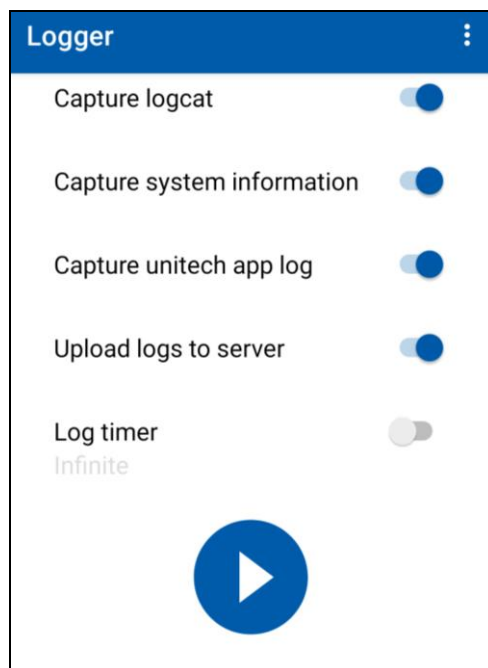 Logger
Capture logcat
Capture system information
Capture unitech app log
Upload logs to server
Log timer
Infinite